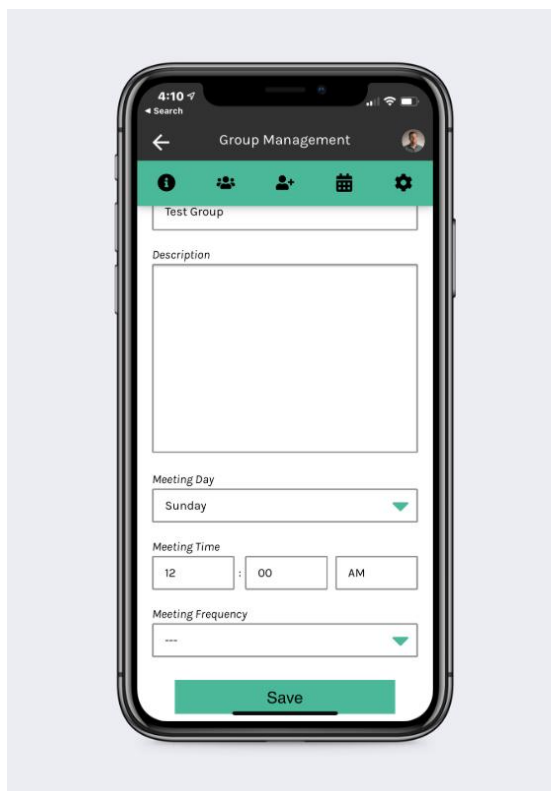 4:10
Search
Group Management
Test Group
Description
Meeting Day
Sunday
Meeting Time
12 : 00 AM
Meeting Frequency
---
Save